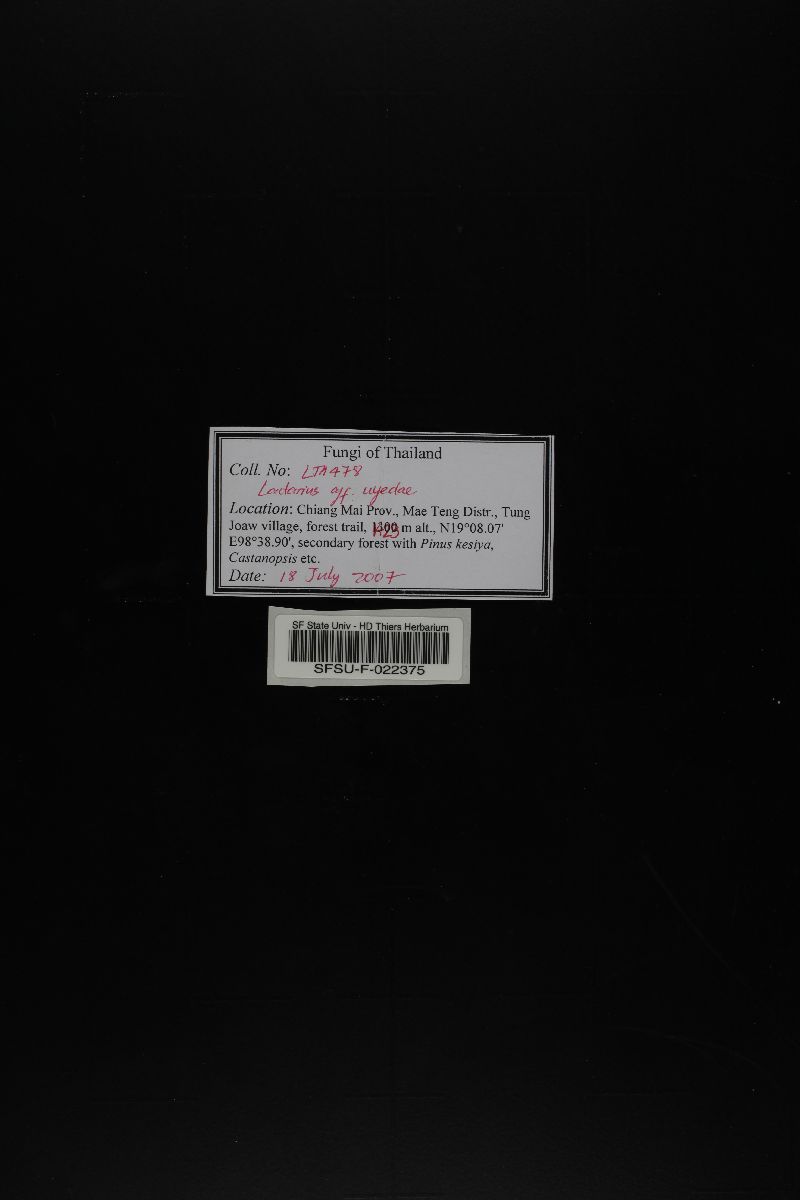 Fungi of Thailand
Coll. No: LTH478
Lactarius aff. uyedae
Location: Chiang Mai Prov., Mae Teng Distr., Tung
Joaw village, forest trail, 1300 m alt., N19°08.07'
E98°38.90', secondary forest with Pinus kesiya,
Castanopsis etc.
Date: 18 July 2007
SF State Univ - HD Thiers Herbarium
SFSU-F-022375